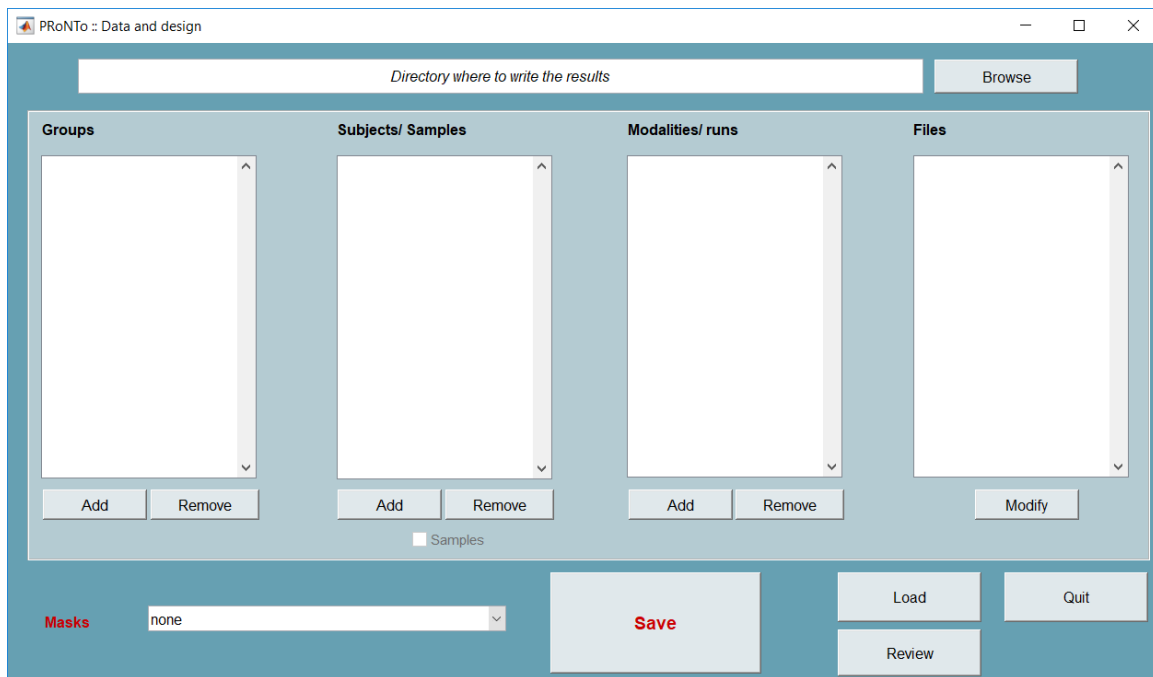 PRoNTo :: Data and design
Directory where to write the results
Browse
Groups
Subjects/ Samples
Modalities/ runs
Files
Add
Remove
Add
Remove
Add
Remove
Modify
Samples
Masks
none
Save
Load
Quit
Review